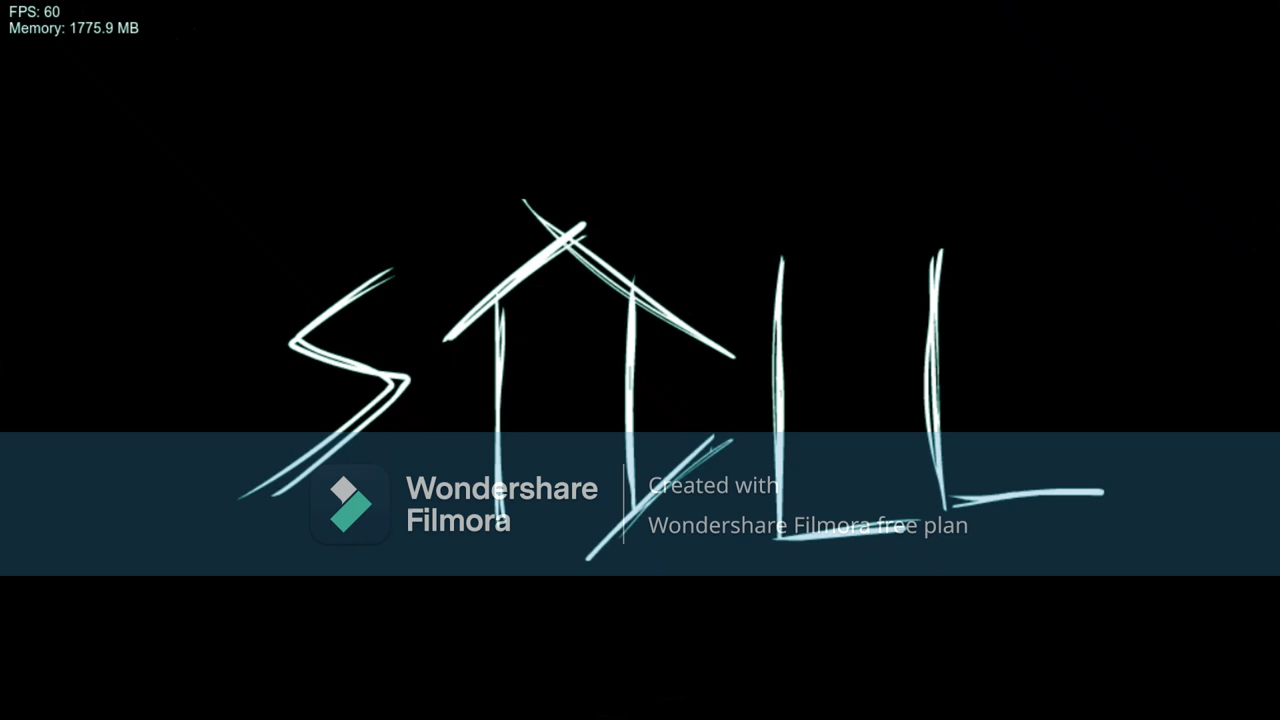 FPS: 60
Memory: 1775.9 MB
STILL
Wondershare
Filmora
Created with
Wondershare Filmora free plan